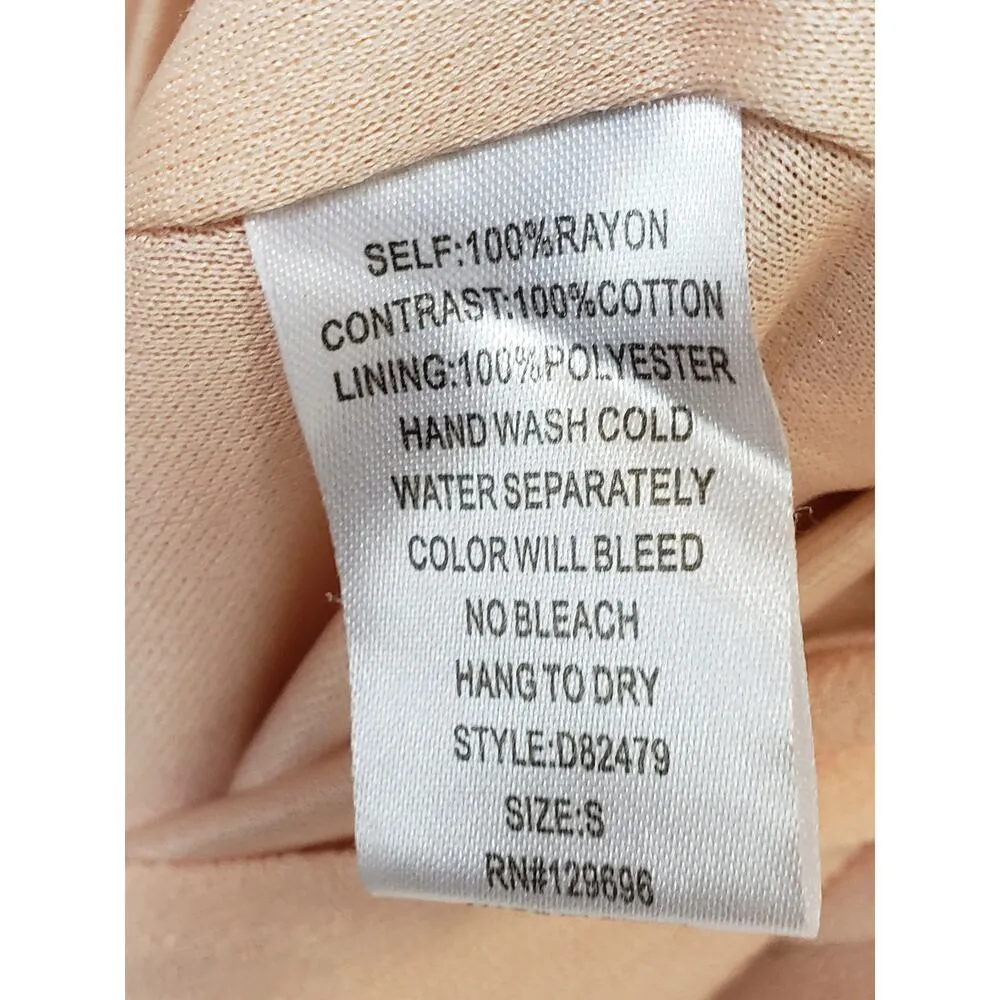 SELF:100%RAYON
CONTRAST:100%COTTON
LINING:100%POLYESTER
HAND WASH COLD
WATER SEPARATELY
COLOR WILL BLEED
NO BLEACH
HANG TO DRY
STYLE:D82479
SIZE:S
RN#129696